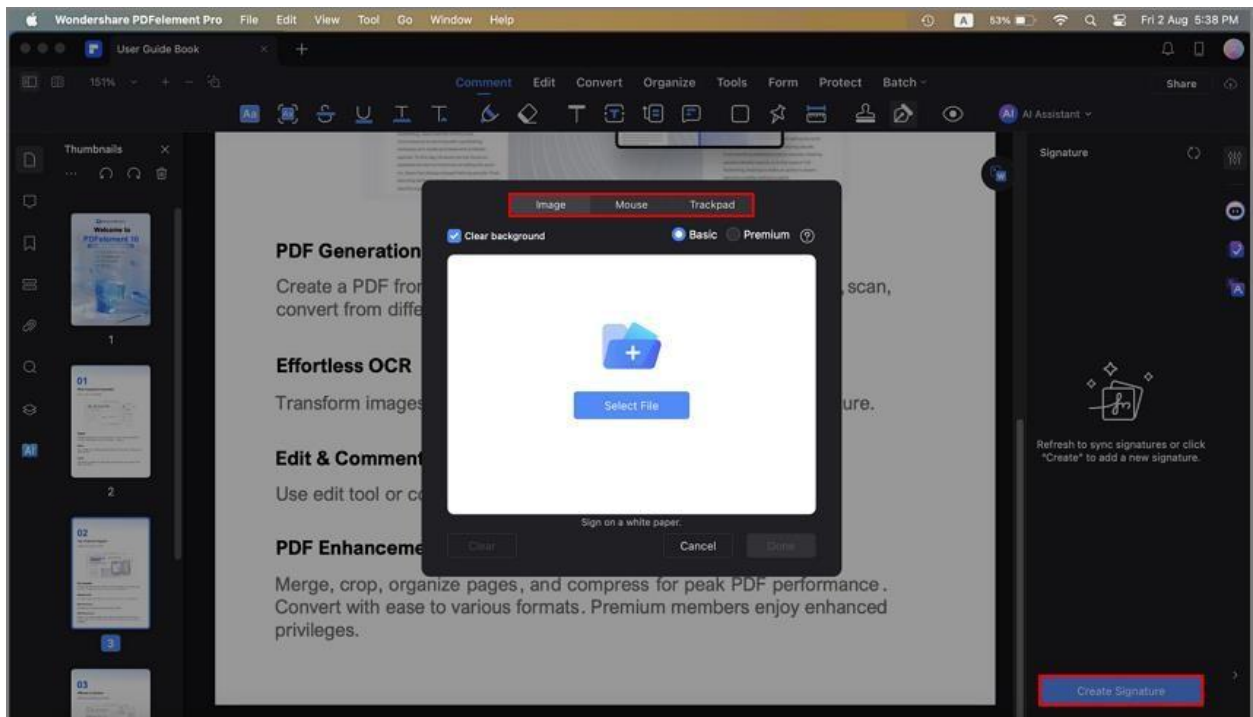 Wondershare PDFelement Pro File Edit View Tool Go Window Help A 53% Fri 2 Aug 5:38 PM
User Guide Book × +
151% + − Comment Edit Convert Organize Tools Form Protect Batch Share
Aa U I T T T AI AI Assistant
Thumbnails ×
Signature
Image Mouse Trackpad
Clear background Basic Premium ?
Welcome to
PDFelement 10
1
PDF Generation
Create a PDF from
, scan,
convert from diffe
Effortless OCR
Transform images
ure.
Select File
01
2
Edit & Comment
Use edit tool or co
Sign on a white paper.
Clear Cancel Done
Refresh to sync signatures or click
"Create" to add a new signature.
AI
02
3
PDF Enhanceme
Merge, crop, organize pages, and compress for peak PDF performance.
Convert with ease to various formats. Premium members enjoy enhanced
privileges.
03
Create Signature